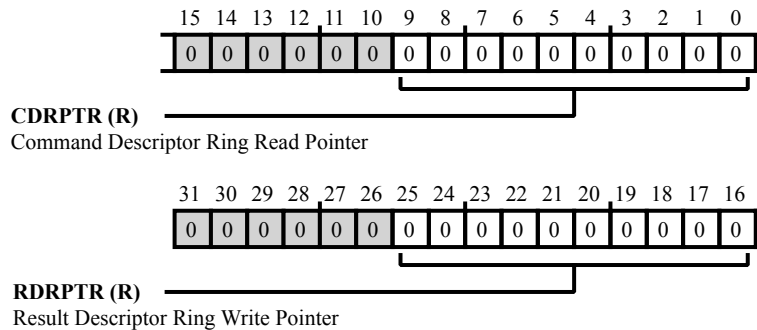 15 14 13 12 11 10 9 8 7 6 5 4 3 2 1 0
0 0 0 0 0 0 0 0 0 0 0 0 0 0 0 0
CDRPTR (R)
Command Descriptor Ring Read Pointer
31 30 29 28 27 26 25 24 23 22 21 20 19 18 17 16
0 0 0 0 0 0 0 0 0 0 0 0 0 0 0 0
RDRPTR (R)
Result Descriptor Ring Write Pointer